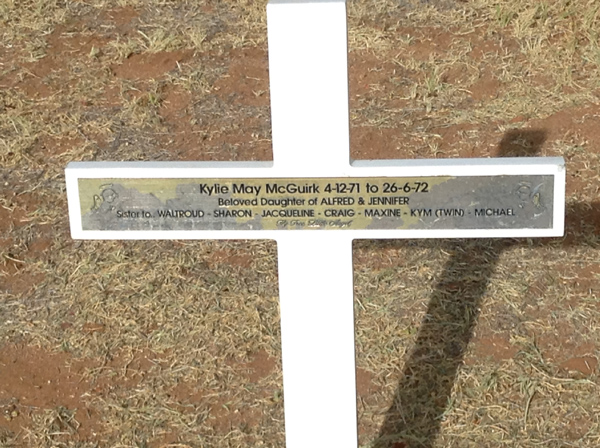 Kylie May McGuirk 4-12-71 to 26-6-72
Beloved Daughter of ALFRED & JENNIFER
Sister to.. WALTROUD - SHARON - JACQUELINE - CRAIG - MAXINE - KYM (TWIN) - MICHAEL